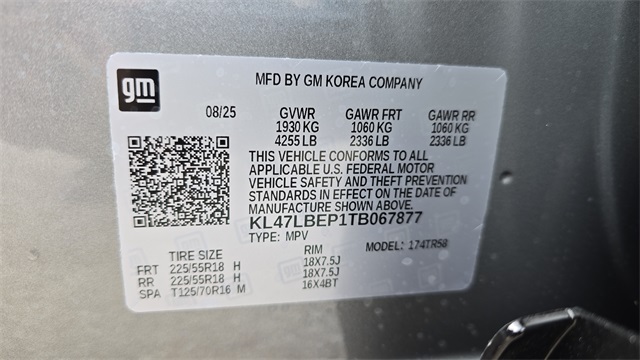 gm
MFD BY GM KOREA COMPANY
08/25 GVWR GAWR FRT GAWR RR
1930 KG 1060 KG 1060 KG
4255 LB 2336 LB 2336 LB
THIS VEHICLE CONFORMS TO ALL
APPLICABLE U.S. FEDERAL MOTOR
VEHICLE SAFETY AND THEFT PREVENTION
STANDARDS IN EFFECT ON THE DATE OF
MANUFACTURE SHOWN ABOVE.
KL47LBEP1TB067877
TYPE: MPV MODEL: 174TR58
TIRE SIZE RIM
FRT 225/55R18 H 18X7.5J
RR 225/55R18 H 18X7.5J
SPA T125/70R16 M 16X4BT